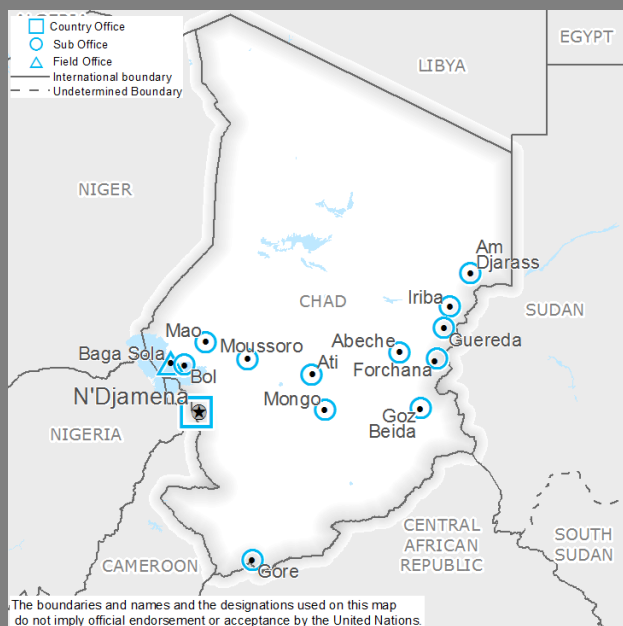 Country Office
Sub Office
Field Office
International boundary
Undetermined Boundary
EGYPT
LIBYA
NIGER
Am
Djarass
CHAD
Iriba
SUDAN
Mao
Guereda
Abeche
Moussoro
Baga Sola
Forchana
Ati
Bol
N'Djamena
Mongo
Goz
Beida
NIGERIA
CENTRAL
AFRICAN
REPUBLIC
SOUTH
SUDAN
CAMEROON
Gore
The boundaries and names and the designations used on this map
do not imply official endorsement or acceptance by the United Nations.